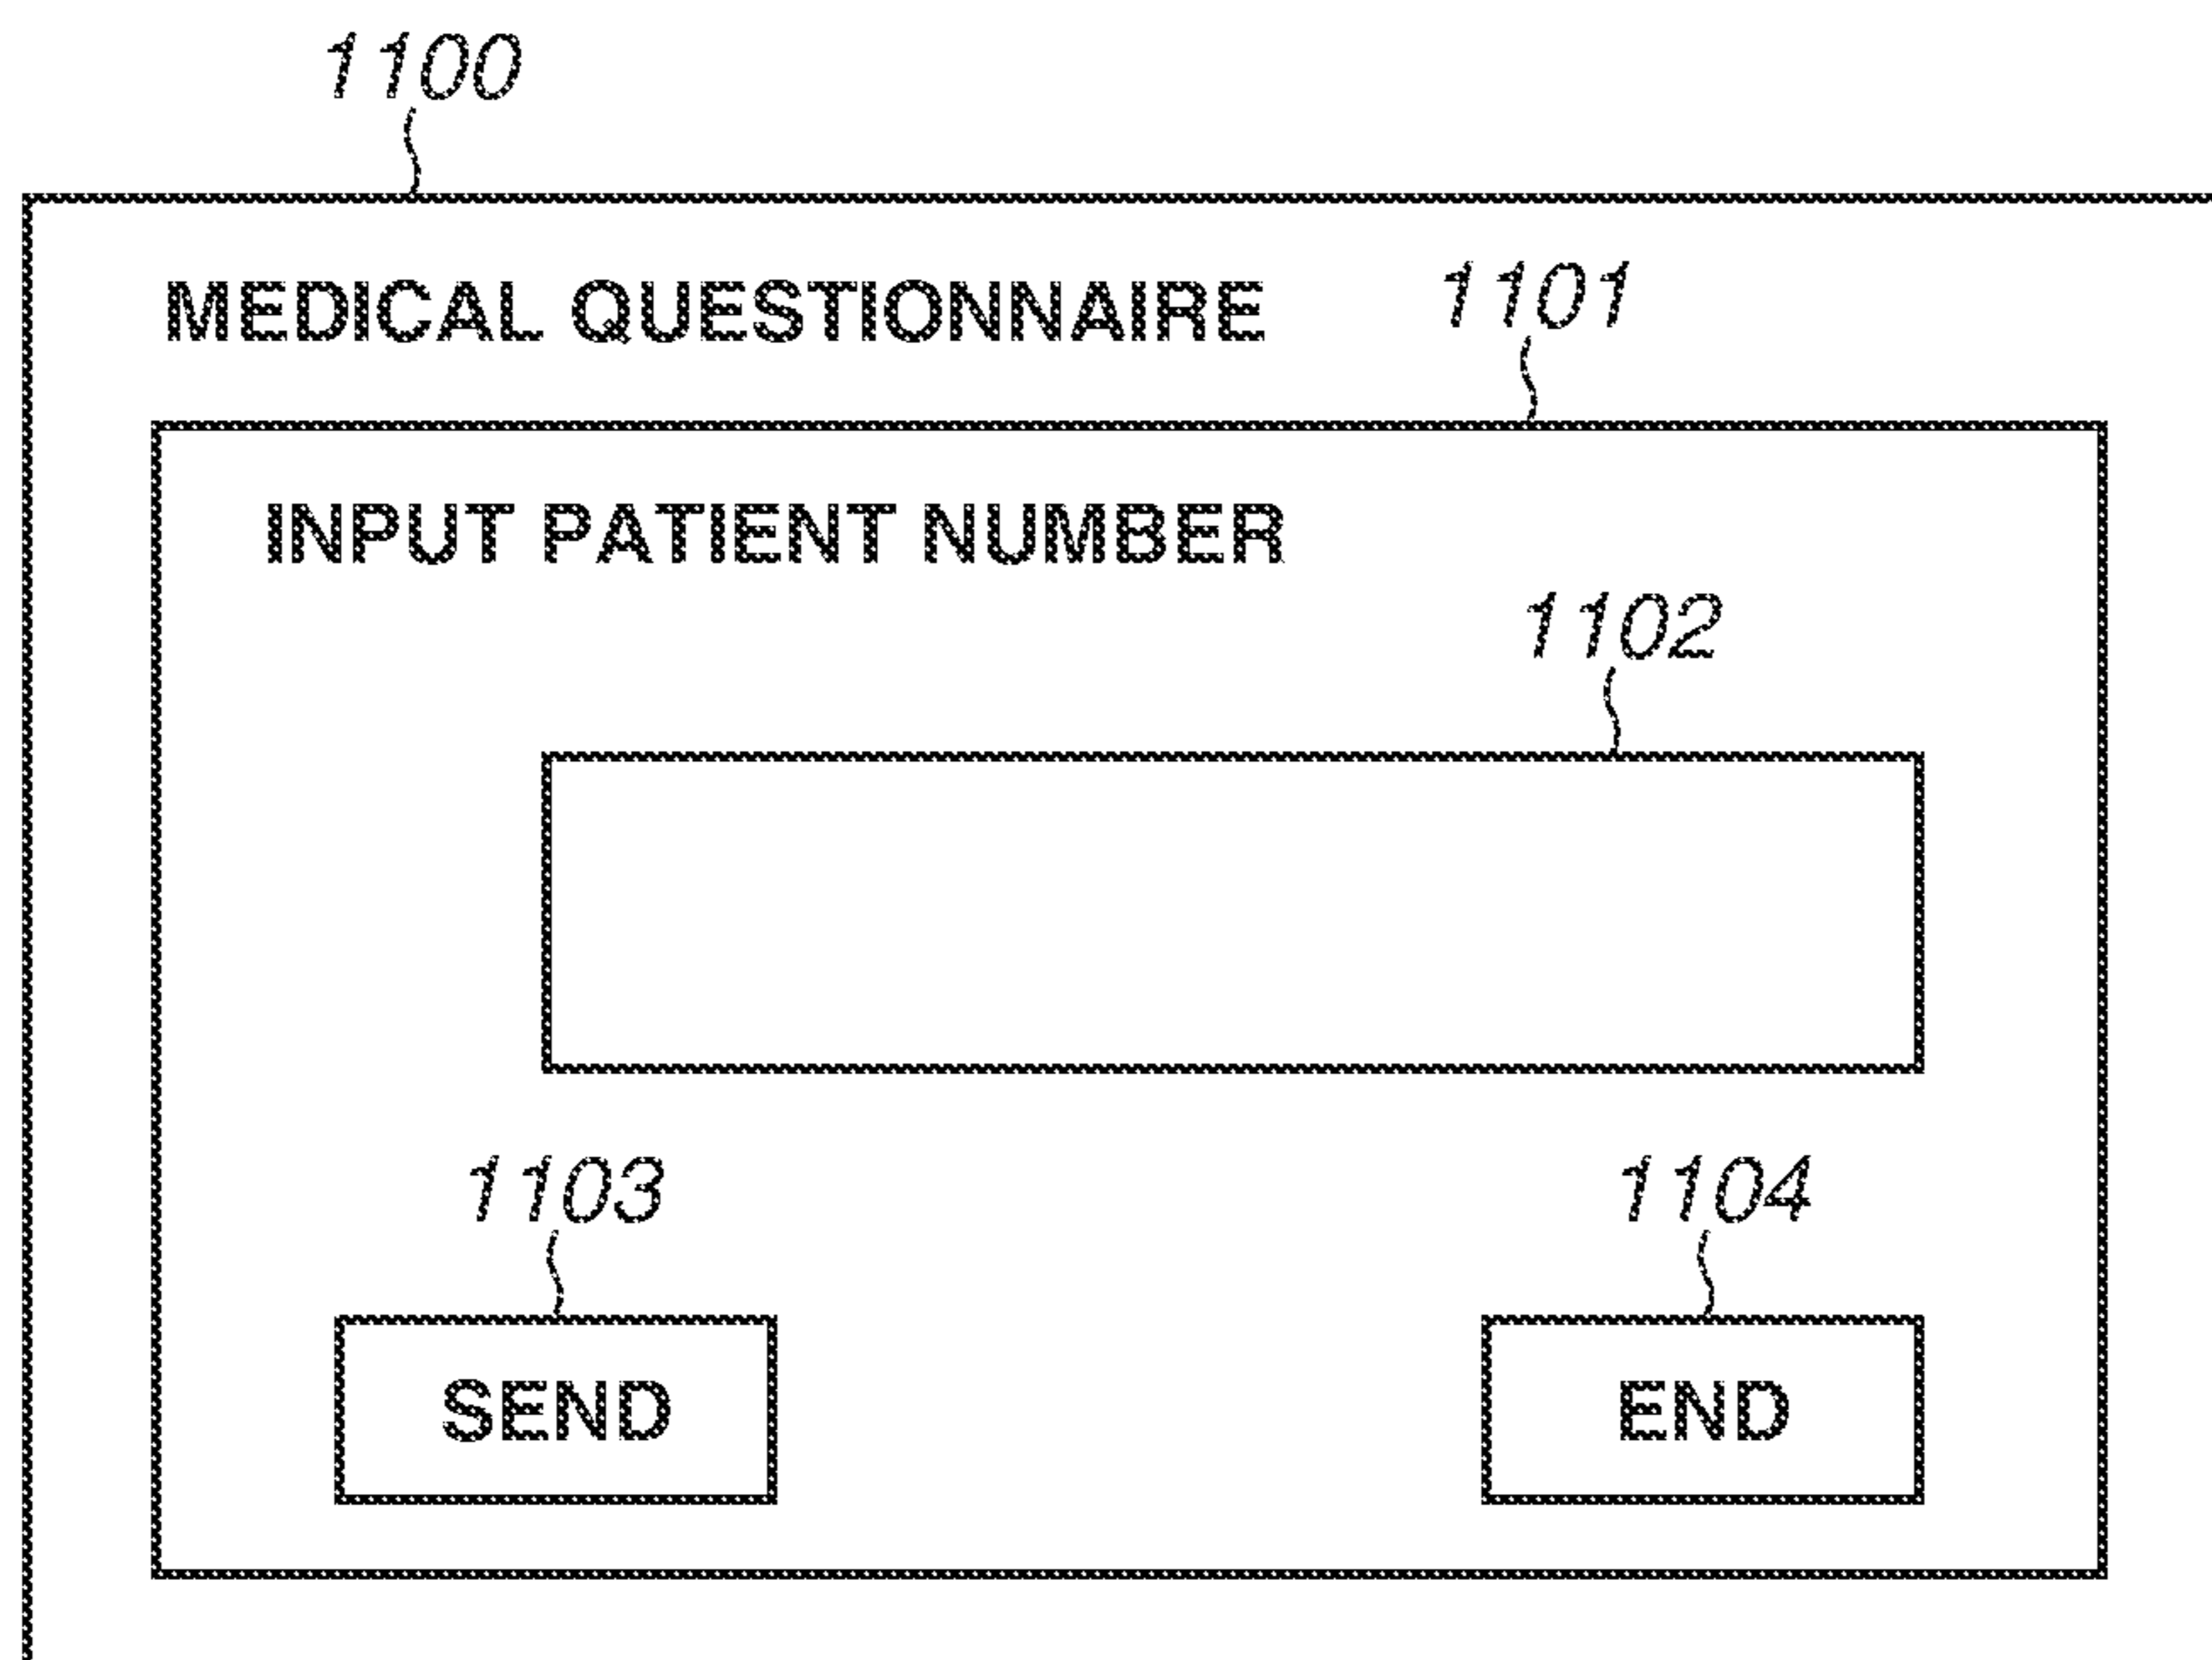 1100
MEDICAL QUESTIONNAIRE
1101
INPUT PATIENT NUMBER
1102
1103
1104
SEND
END